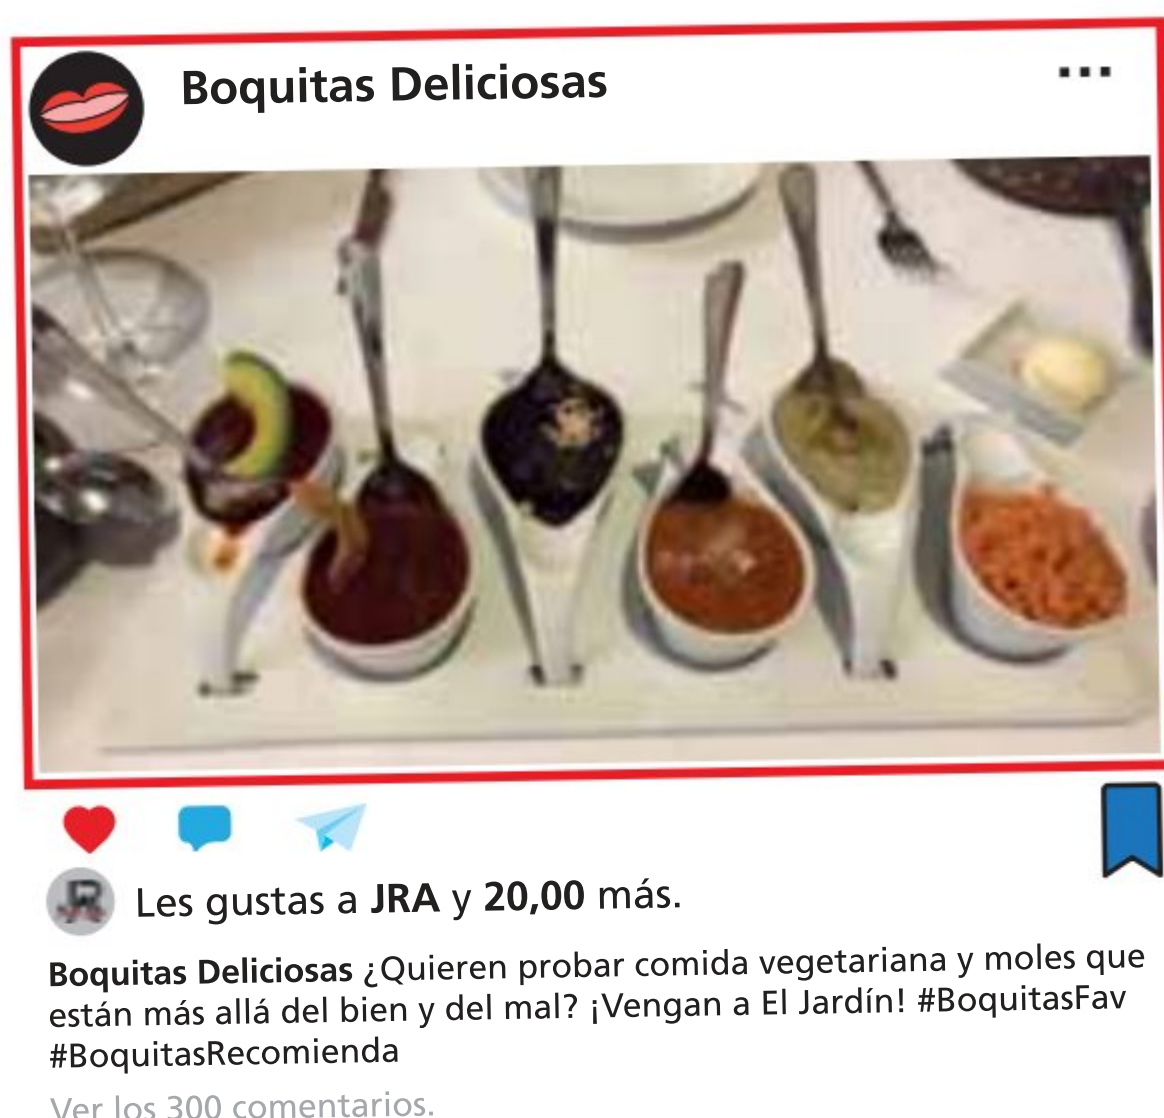 Boquitas Deliciosas
Les gustas a JRA y 20,00 más.
Boquitas Deliciosas ¿Quieren probar comida vegetariana y moles que
están más allá del bien y del mal? ¡Vengan a El Jardín! #BoquitasFav
#BoquitasRecomienda
Ver los 300 comentarios.